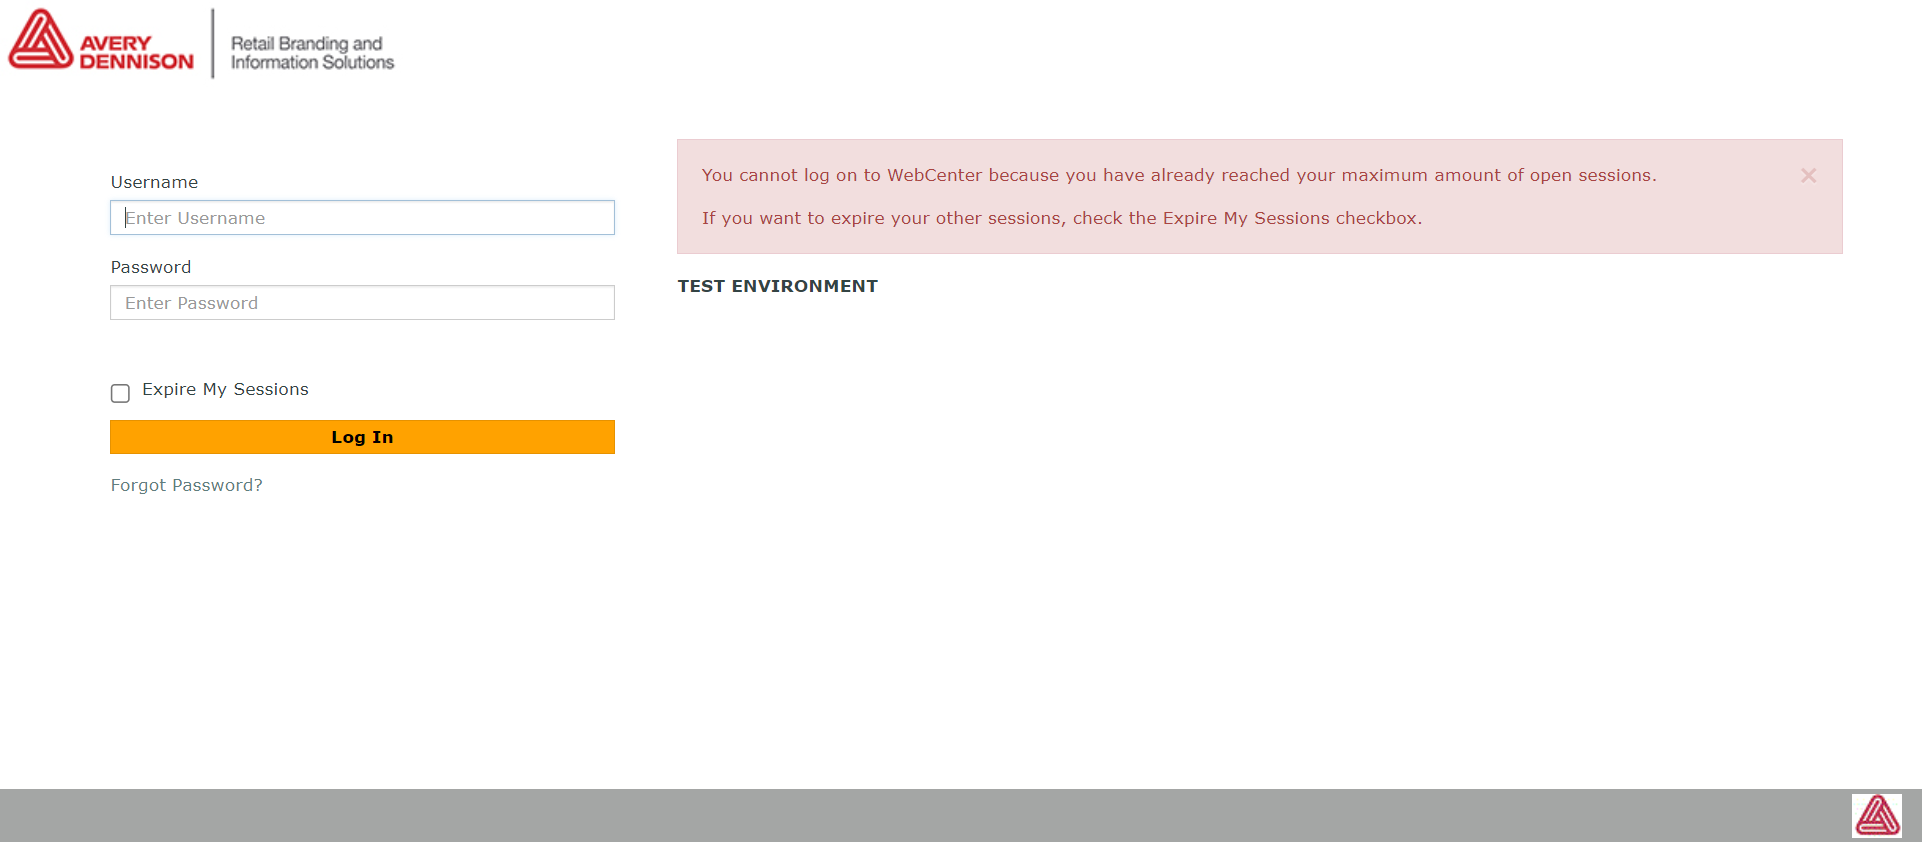 AVERY
DENNISON
Retail Branding and
Information Solutions
Username
Enter Username
Password
Enter Password
Expire My Sessions
Log In
Forgot Password?
You cannot log on to WebCenter because you have already reached your maximum amount of open sessions.
If you want to expire your other sessions, check the Expire My Sessions checkbox.
TEST ENVIRONMENT